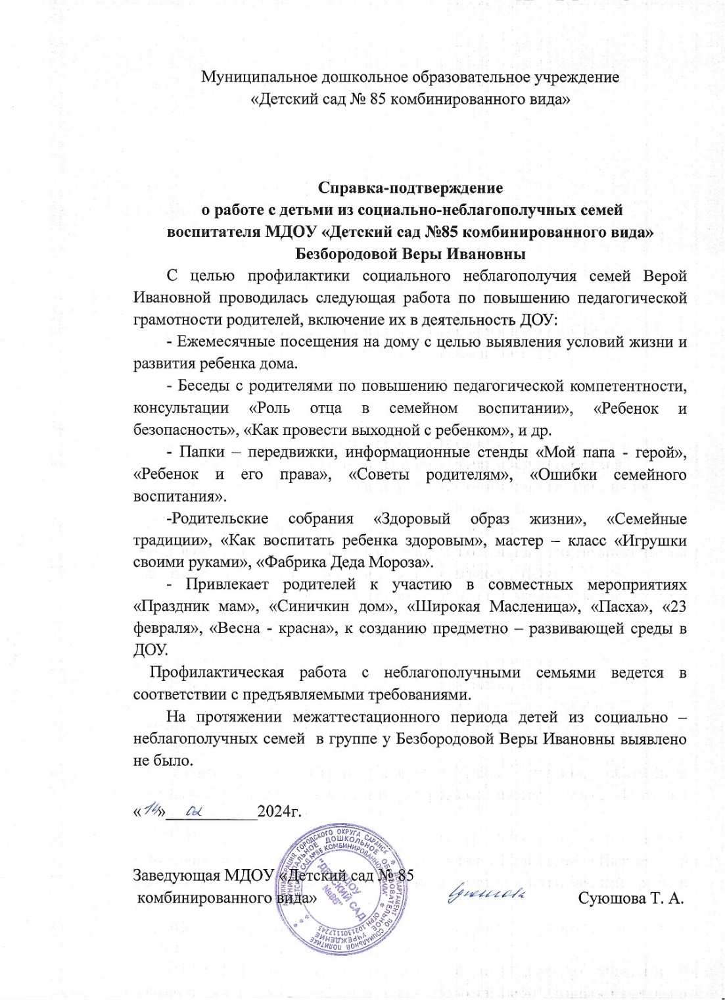 Муниципальное дошкольное образовательное учреждение
«Детский сад № 85 комбинированного вида»
Справка-подтверждение
о работе с детьми из социально-неблагополучных семей
воспитателя МДОУ «Детский сад №85 комбинированного вида»
Безбородовой Веры Ивановны
С целью профилактики социального неблагополучия семей Верой
Ивановной проводилась следующая работа по повышению педагогической
грамотности родителей, включение их в деятельность ДОУ:
- Ежемесячные посещения на дому с целью выявления условий жизни и
развития ребенка дома.
- Беседы с родителями по повышению педагогической компетентности,
консультации «Роль отца в семейном воспитании», «Ребенок и
безопасность», «Как провести выходной с ребенком», и др.
- Папки – передвижки, информационные стенды «Мой папа - герой»,
«Ребенок и его права», «Советы родителям», «Ошибки семейного
воспитания».
-Родительские собрания «Здоровый образ жизни», «Семейные
традиции», «Как воспитать ребенка здоровым», мастер – класс «Игрушки
своими руками», «Фабрика Деда Мороза».
- Привлекает родителей к участию в совместных мероприятиях
«Праздник мам», «Синичкин дом», «Широкая Масленица», «Пасха», «23
февраля», «Весна - красна», к созданию предметно – развивающей среды в
ДОУ.
Профилактическая работа с неблагополучными семьями ведется в
соответствии с предъявляемыми требованиями.
На протяжении межаттестационного периода детей из социально –
неблагополучных семей в группе у Безбородовой Веры Ивановны выявлено
не было.
«14» 02 2024г.
Заведующая МДОУ «Детский сад № 85
комбинированного вида» Суюшова Т. А.
АДМИНИСТРАЦИЯ ГОРОДСКОГО ОКРУГА САРАНСК * ДЕПАРТАМЕНТ ПО СОЦИАЛЬНОЙ ПОЛИТИКЕ *
МУНИЦИПАЛЬНОЕ ДОШКОЛЬНОЕ ОБРАЗОВАТЕЛЬНОЕ УЧРЕЖДЕНИЕ
МДОУ
"ДЕТСКИЙ САД